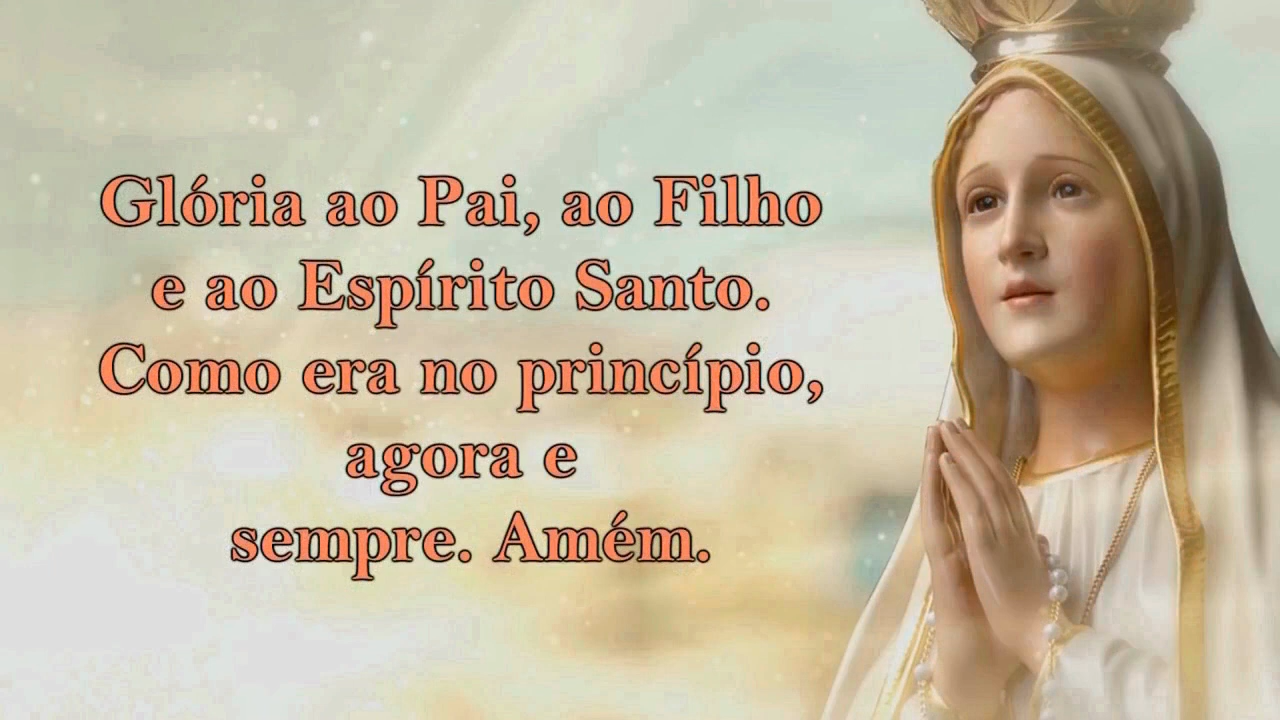 Glória ao Pai, ao Filho
e ao Espírito Santo.
Como era no princípio,
agora e
sempre. Amém.